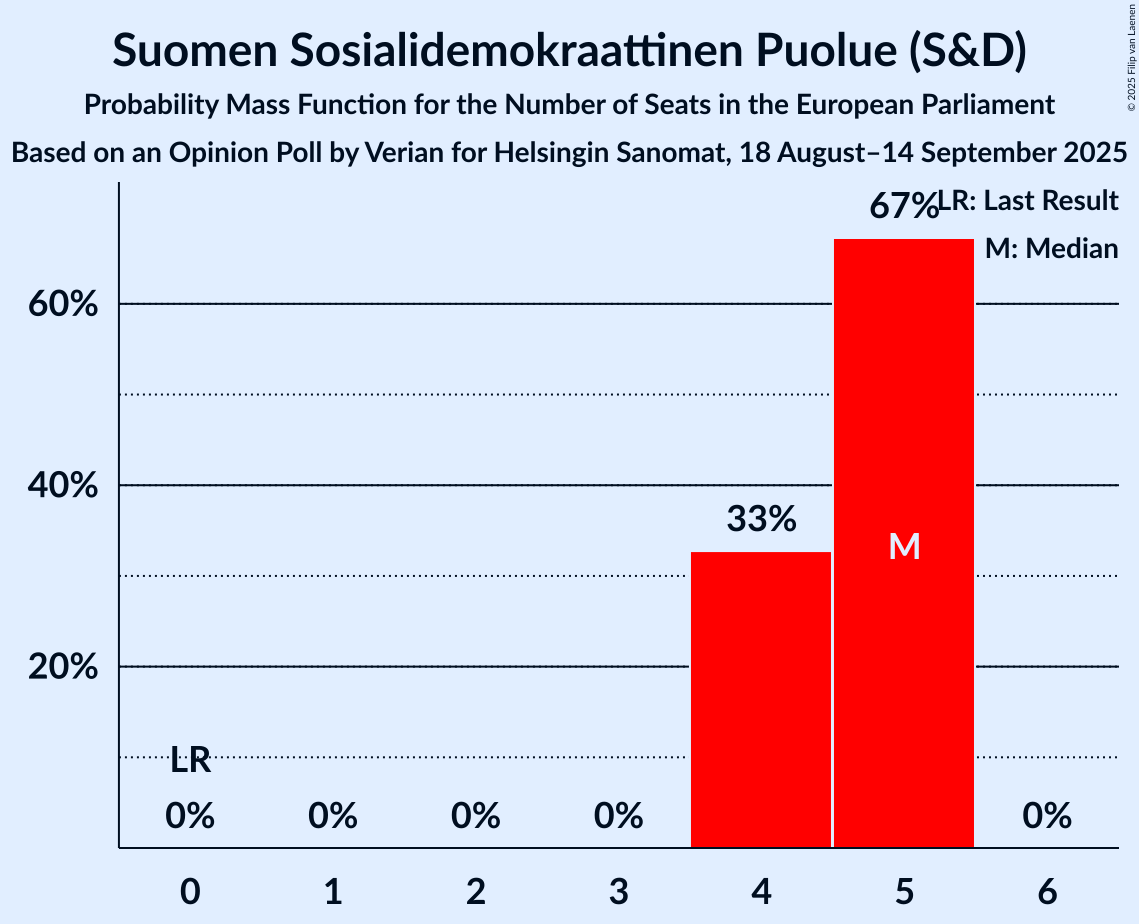 Suomen Sosialidemokraattinen Puolue (S&D)
Probability Mass Function for the Number of Seats in the European Parliament
Based on an Opinion Poll by Verian for Helsingin Sanomat, 18 August–14 September 2025
© 2025 Filip van Laenen
LR: Last Result
M: Median
67%
60%
40%
33%
M
20%
LR
0% 0% 0% 0% 0%
0 1 2 3 4 5 6